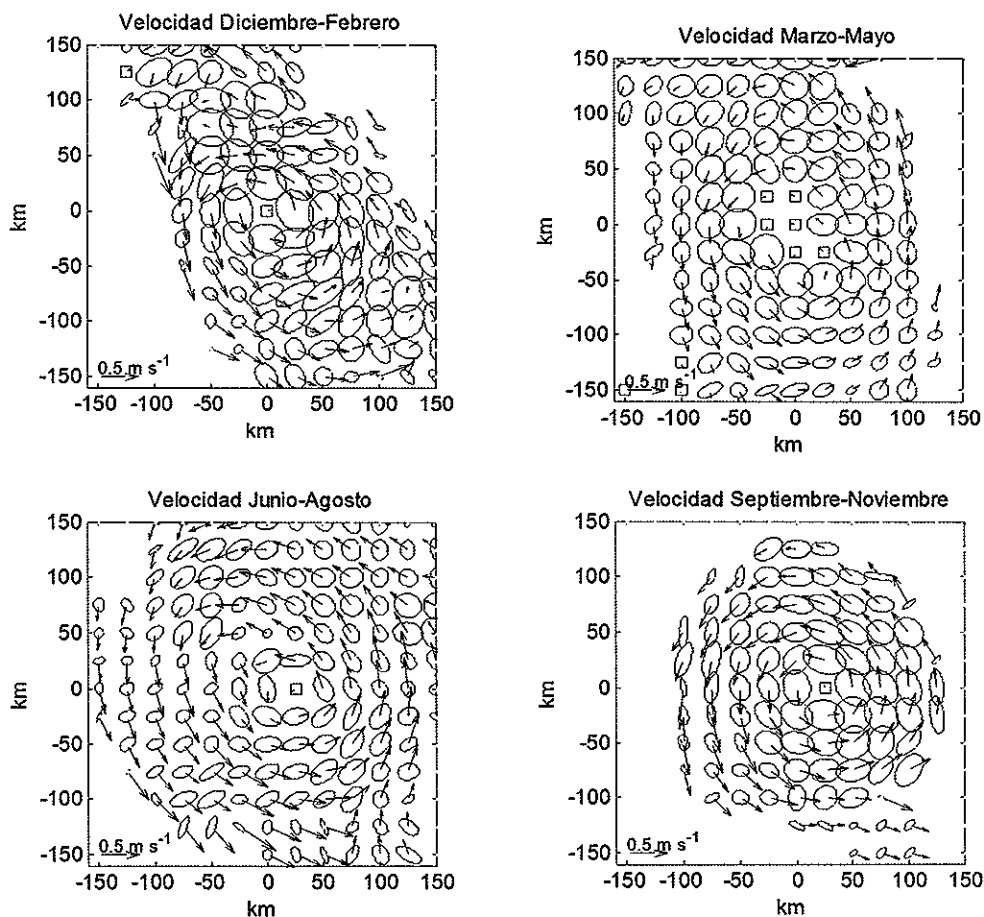 Velocidad Diciembre-Febrero
150
100
50
0
-50
-100
-150
km
0.5 m s-1
-150 -100 -50 0 50 100 150
km
Velocidad Marzo-Mayo
150
100
50
0
-50
-100
-150
km
0.5 m s-1
-150 -100 -50 0 50 100 150
km
Velocidad Junio-Agosto
150
100
50
0
-50
-100
-150
km
0.5 m s-1
-150 -100 -50 0 50 100 150
km
Velocidad Septiembre-Noviembre
150
100
50
0
-50
-100
-150
km
0.5 m s-1
-150 -100 -50 0 50 100 150
km